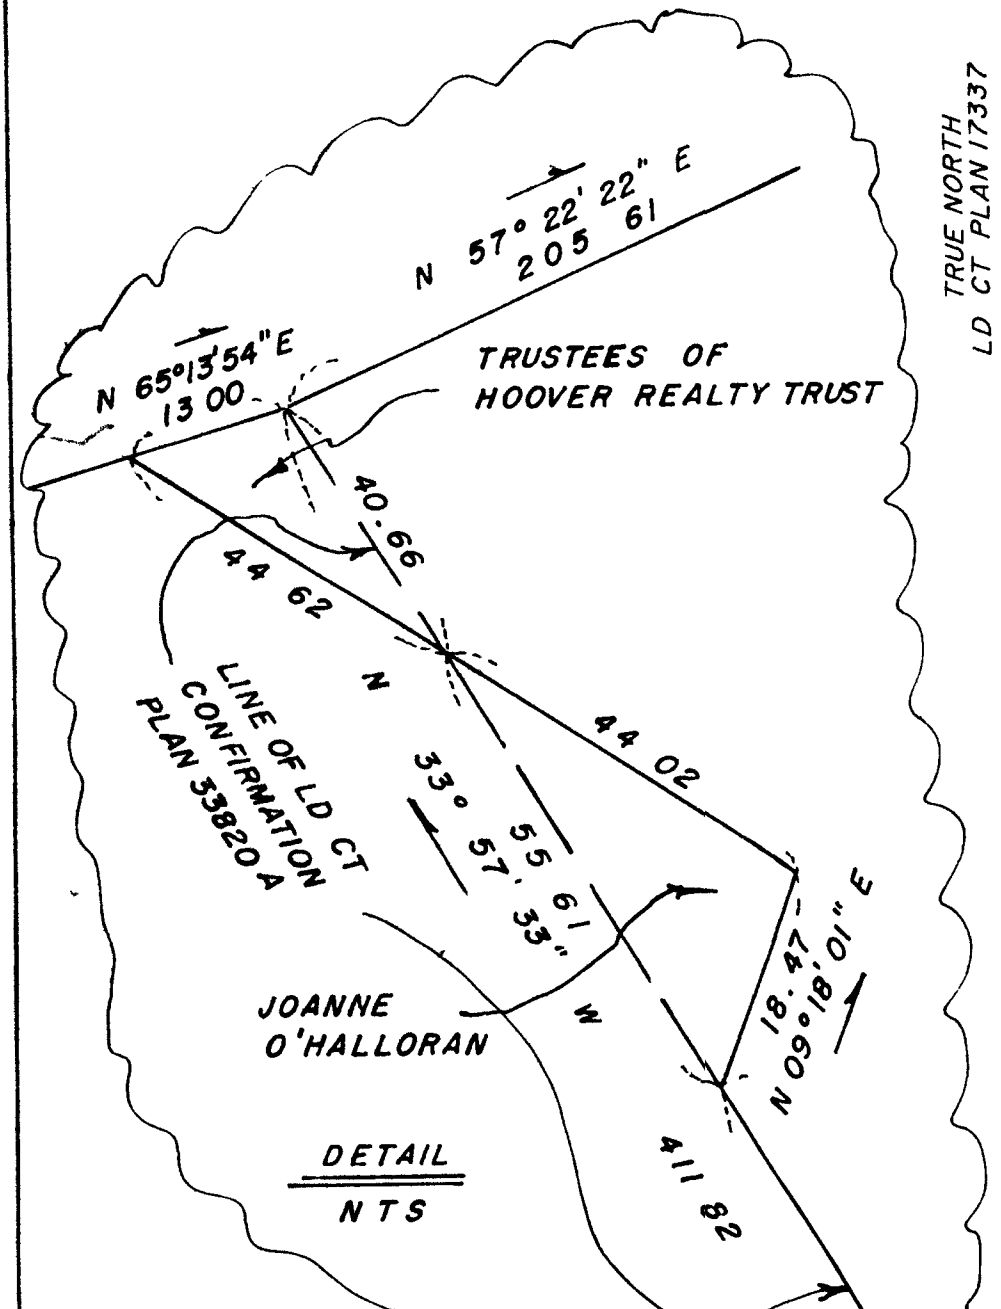 TRUE NORTH
LD CT PLAN 17337
N 57° 22' 22" E
205 61
N 65°13'54" E
13 00
TRUSTEES OF
HOOVER REALTY TRUST
40.66
44 62
LINE OF LD CT
CONFIRMATION
PLAN 33820 A
N 33° 57' 33" W
55 61
44 02
18.47
N 09°18'01" E
JOANNE
O'HALLORAN
DETAIL
NTS
411 82